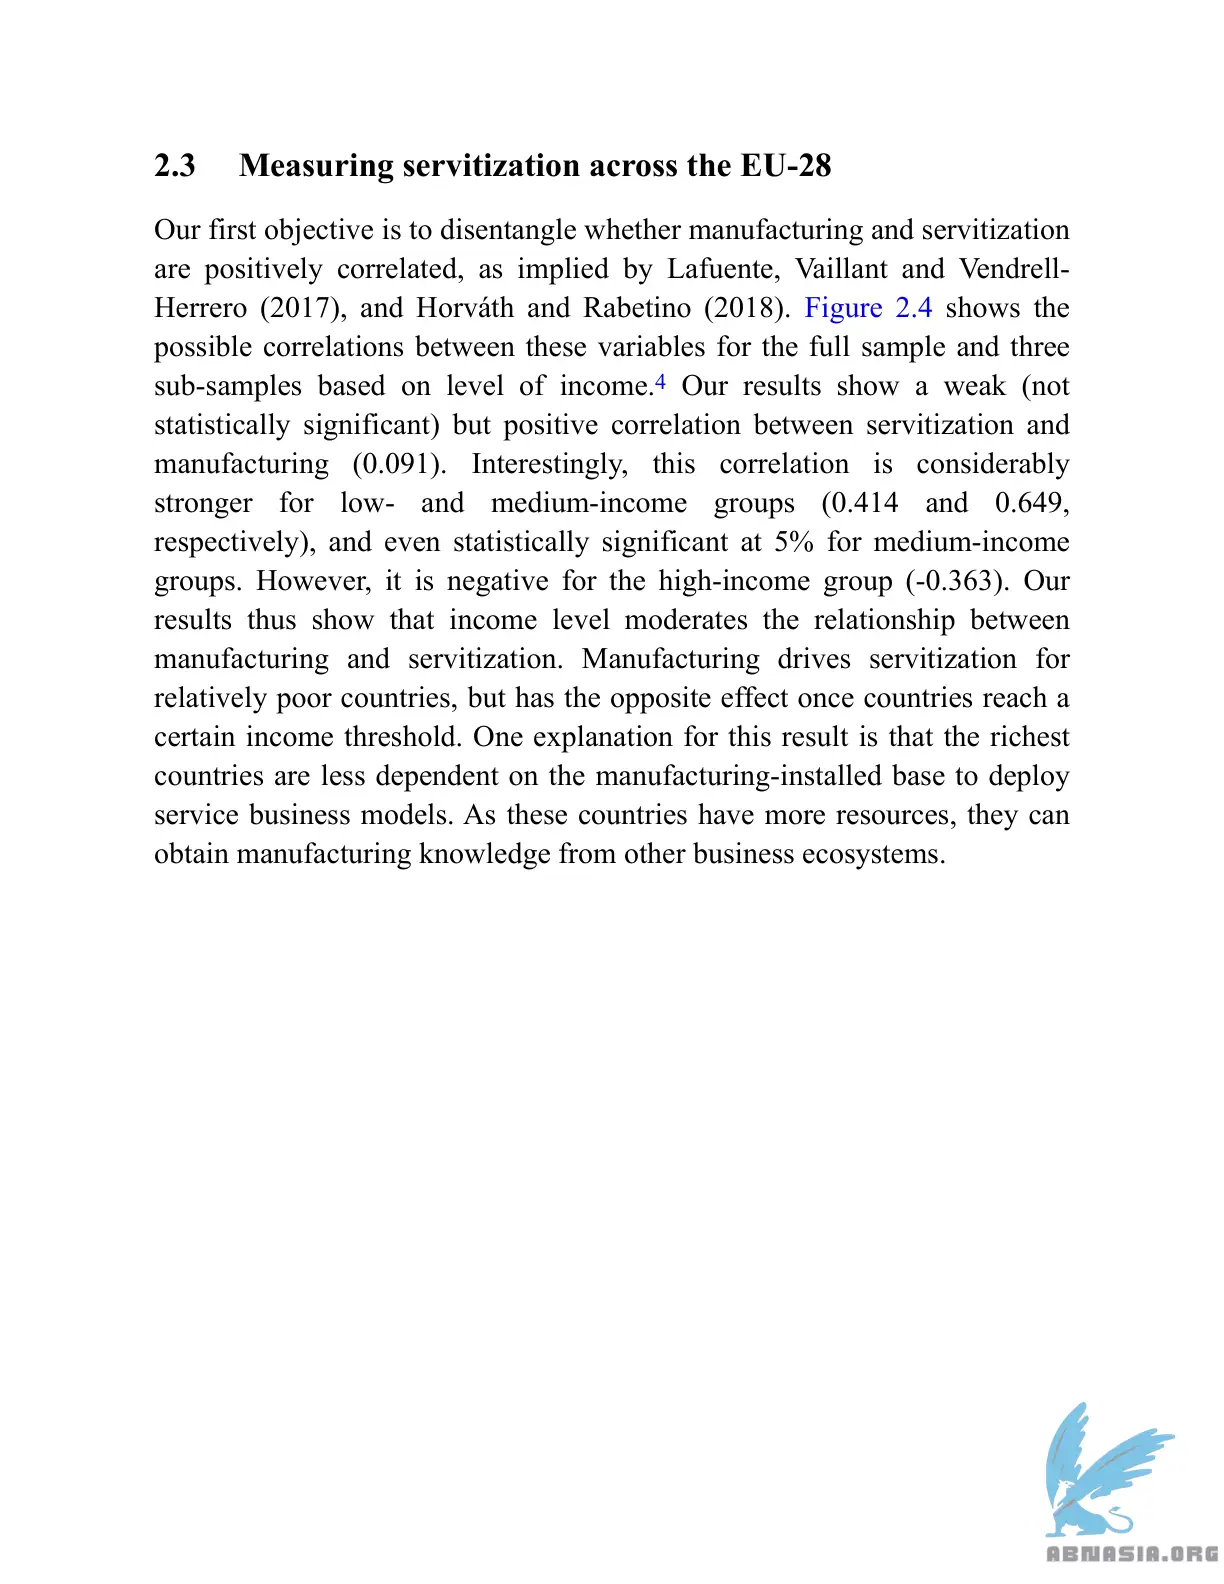 2.3 Measuring servitization across the EU-28
Our first objective is to disentangle whether manufacturing and servitization
are positively correlated, as implied by Lafuente, Vaillant and Vendrell-
Herrero (2017), and Horváth and Rabetino (2018). Figure 2.4 shows the
possible correlations between these variables for the full sample and three
sub-samples based on level of income.4 Our results show a weak (not
statistically significant) but positive correlation between servitization and
manufacturing (0.091). Interestingly, this correlation is considerably
stronger for low- and medium-income groups (0.414 and 0.649,
respectively), and even statistically significant at 5% for medium-income
groups. However, it is negative for the high-income group (-0.363). Our
results thus show that income level moderates the relationship between
manufacturing and servitization. Manufacturing drives servitization for
relatively poor countries, but has the opposite effect once countries reach a
certain income threshold. One explanation for this result is that the richest
countries are less dependent on the manufacturing-installed base to deploy
service business models. As these countries have more resources, they can
obtain manufacturing knowledge from other business ecosystems.
ABNASIA.ORG